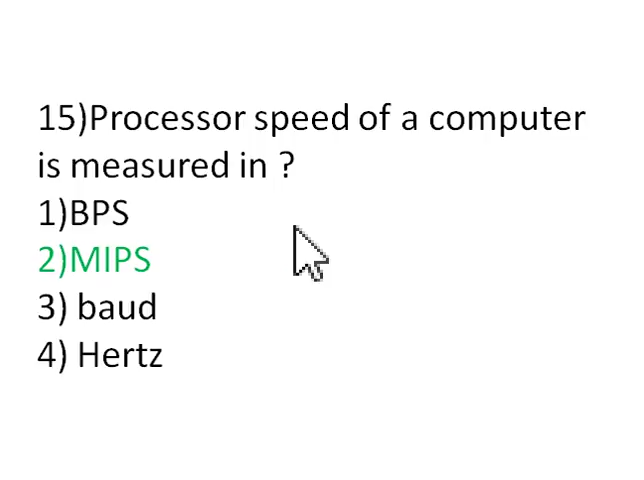 15)Processor speed of a computer
is measured in ?
1)BPS
2)MIPS
3) baud
4) Hertz